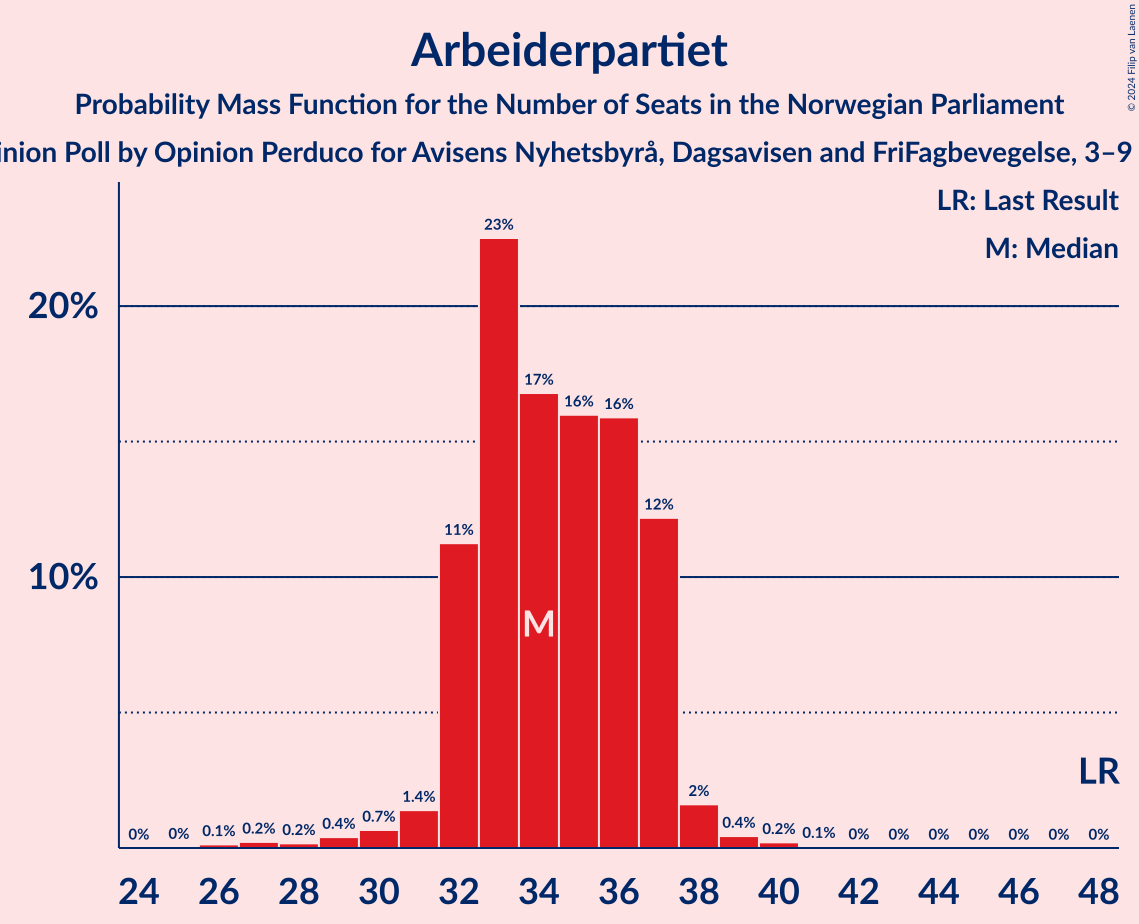 Arbeiderpartiet
Probability Mass Function for the Number of Seats in the Norwegian Parliament
inion Poll by Opinion Perduco for Avisens Nyhetsbyrå, Dagsavisen and FriFagbevegelse, 3–9
© 2024 Filip van Laenen
LR: Last Result
M: Median
23%
20%
17%
16% 16%
12%
11%
10%
M
LR
0% 0% 0.1% 0.2% 0.2% 0.4% 0.7% 1.4% 2% 0.4% 0.2% 0.1% 0% 0% 0% 0% 0% 0% 0%
24 26 28 30 32 34 36 38 40 42 44 46 48